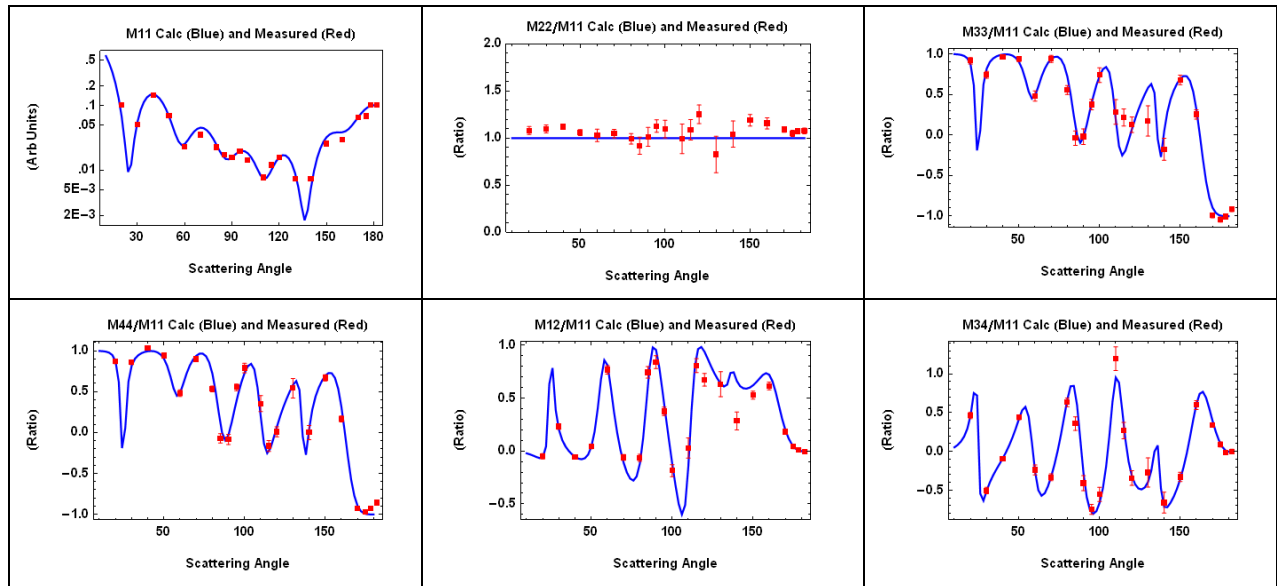 M11 Calc (Blue) and Measured (Red)
(Arb Units)
.5
.2
.1
.05
.01
5E−3
2E−3
30 60 90 120 150 180
Scattering Angle
M22/M11 Calc (Blue) and Measured (Red)
(Ratio)
2.0
1.5
1.0
0.5
0.0
50 100 150
Scattering Angle
M33/M11 Calc (Blue) and Measured (Red)
(Ratio)
1.0
0.5
0.0
−0.5
−1.0
50 100 150
Scattering Angle
M44/M11 Calc (Blue) and Measured (Red)
(Ratio)
1.0
0.5
0.0
−0.5
−1.0
50 100 150
Scattering Angle
M12/M11 Calc (Blue) and Measured (Red)
(Ratio)
1.0
0.5
0.0
−0.5
50 100 150
Scattering Angle
M34/M11 Calc (Blue) and Measured (Red)
(Ratio)
1.0
0.5
0.0
−0.5
50 100 150
Scattering Angle